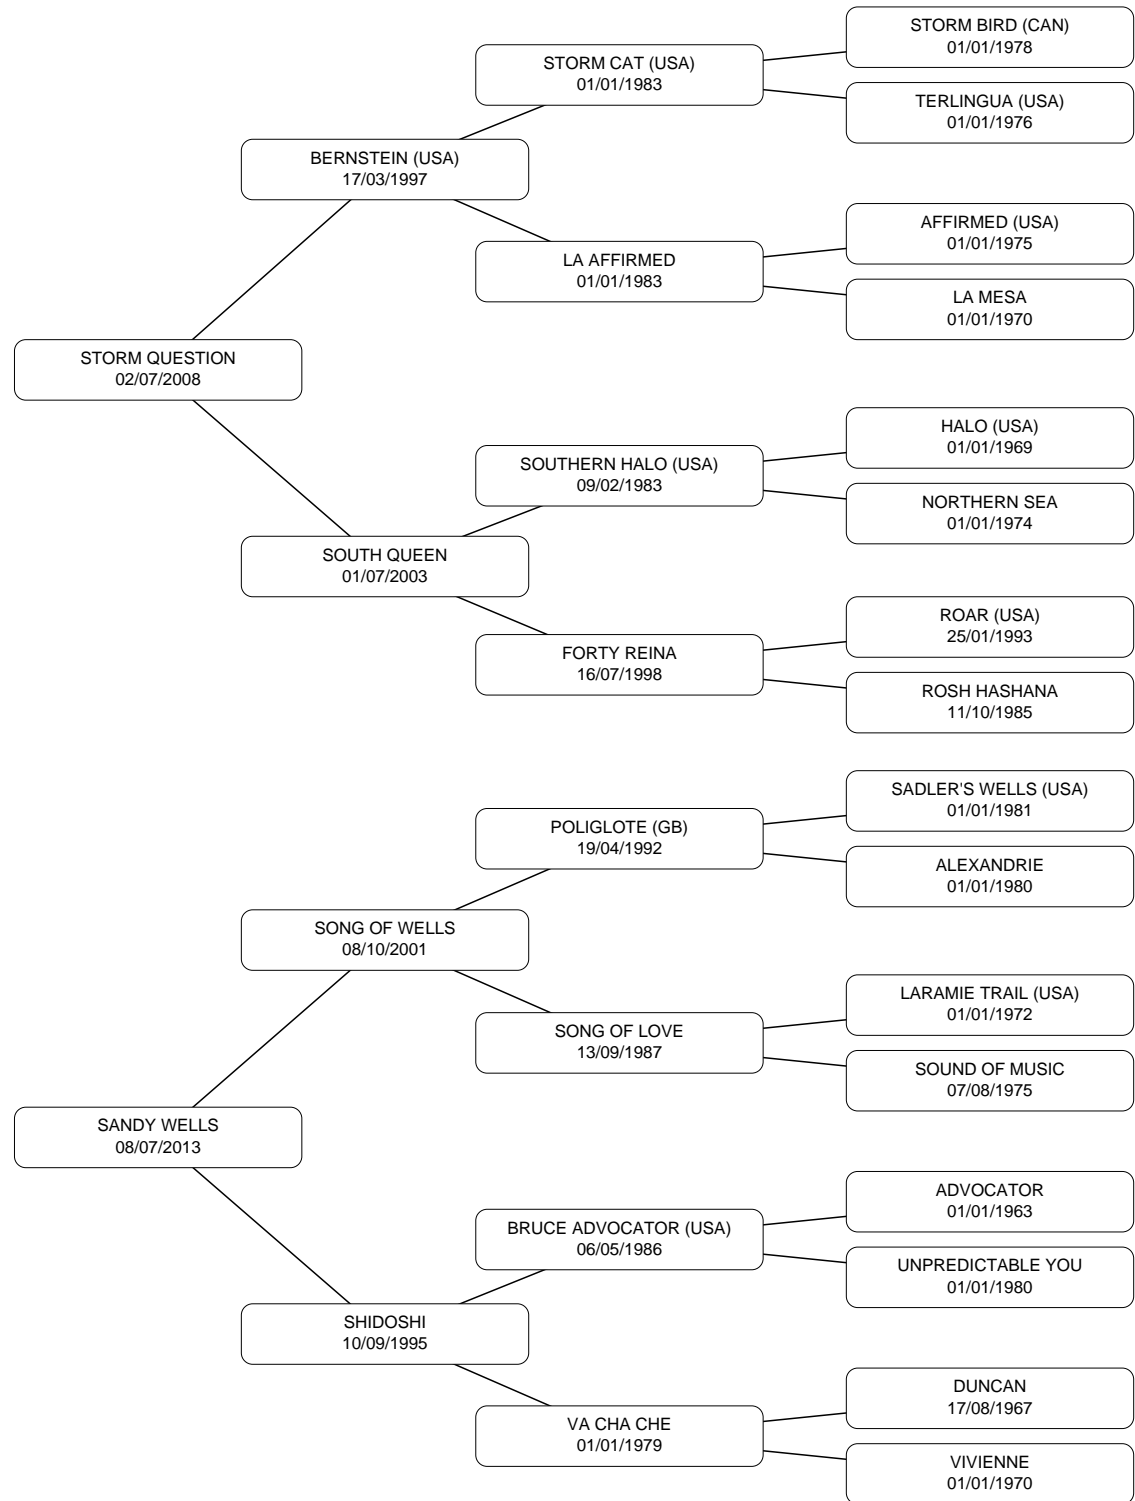 STORM BIRD (CAN)
01/01/1978
STORM CAT (USA)
01/01/1983
TERLINGUA (USA)
01/01/1976
BERNSTEIN (USA)
17/03/1997
AFFIRMED (USA)
01/01/1975
LA AFFIRMED
01/01/1983
LA MESA
01/01/1970
STORM QUESTION
02/07/2008
HALO (USA)
01/01/1969
SOUTHERN HALO (USA)
09/02/1983
NORTHERN SEA
01/01/1974
SOUTH QUEEN
01/07/2003
ROAR (USA)
25/01/1993
FORTY REINA
16/07/1998
ROSH HASHANA
11/10/1985
SADLER'S WELLS (USA)
01/01/1981
POLIGLOTE (GB)
19/04/1992
ALEXANDRIE
01/01/1980
SONG OF WELLS
08/10/2001
LARAMIE TRAIL (USA)
01/01/1972
SONG OF LOVE
13/09/1987
SOUND OF MUSIC
07/08/1975
SANDY WELLS
08/07/2013
ADVOCATOR
01/01/1963
BRUCE ADVOCATOR (USA)
06/05/1986
UNPREDICTABLE YOU
01/01/1980
SHIDOSHI
10/09/1995
DUNCAN
17/08/1967
VA CHA CHE
01/01/1979
VIVIENNE
01/01/1970